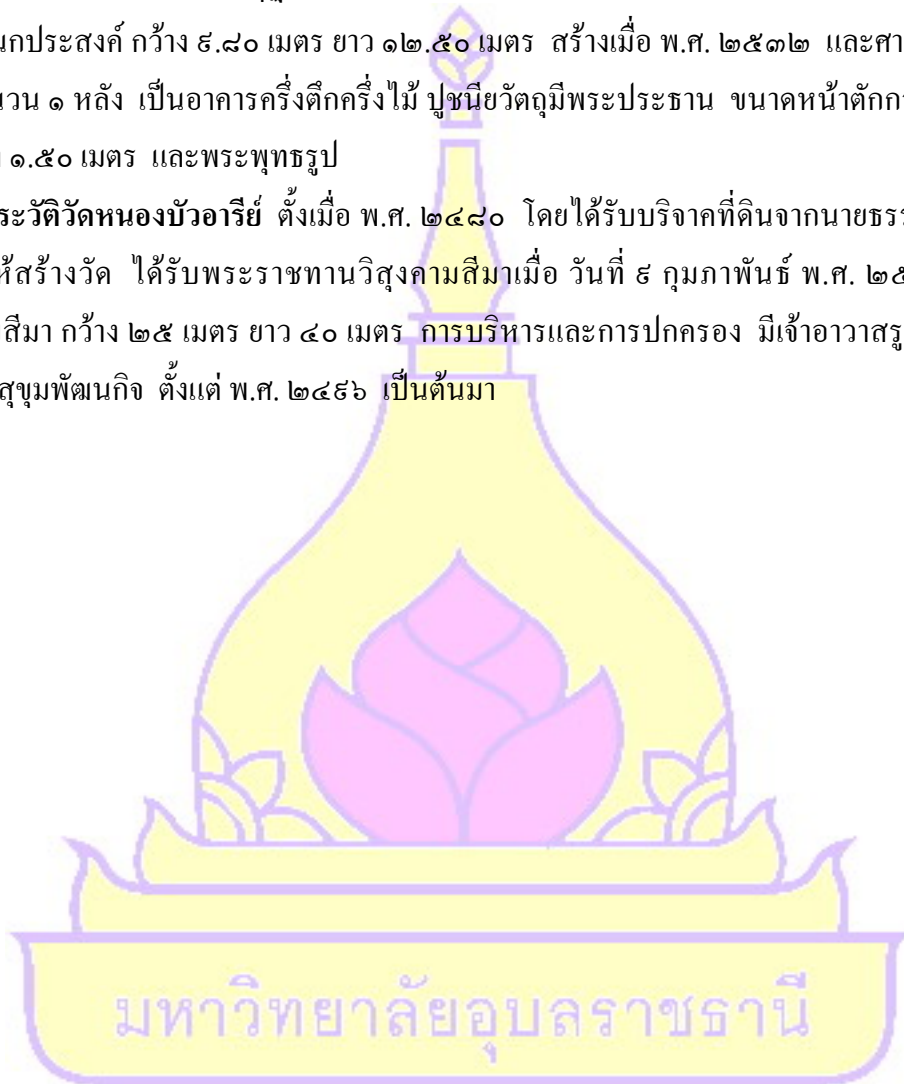 นกประสงค์ กว้าง ๙.๘๐ เมตร ยาว ๑๒.๕๐ เมตร สร้างเมื่อ พ.ศ. ๒๕๓๒ และศา
นวน ๑ หลัง เป็นอาคารครึ่งตึกครึ่งไม้ ปูชนียวัตถุมีพระประธาน ขนาดหน้าตักก
๑.๕๐ เมตร และพระพุทธรูป
ระวัติวัดหนองบัวอารีย์ ตั้งเมื่อ พ.ศ. ๒๔๘๐ โดยได้รับบริจาคที่ดินจากนายธรร
ห้สร้างวัด ได้รับพระราชทานวิสุงคามสีมาเมื่อ วันที่ ๙ กุมภาพันธ์ พ.ศ. ๒๕
สีมา กว้าง ๒๕ เมตร ยาว ๔๐ เมตร การบริหารและการปกครอง มีเจ้าอาวาสรู
สุขุมพัฒนกิจ ตั้งแต่ พ.ศ. ๒๔๙๖ เป็นต้นมา
มหาวิทยาลัยอุบลราชธานี